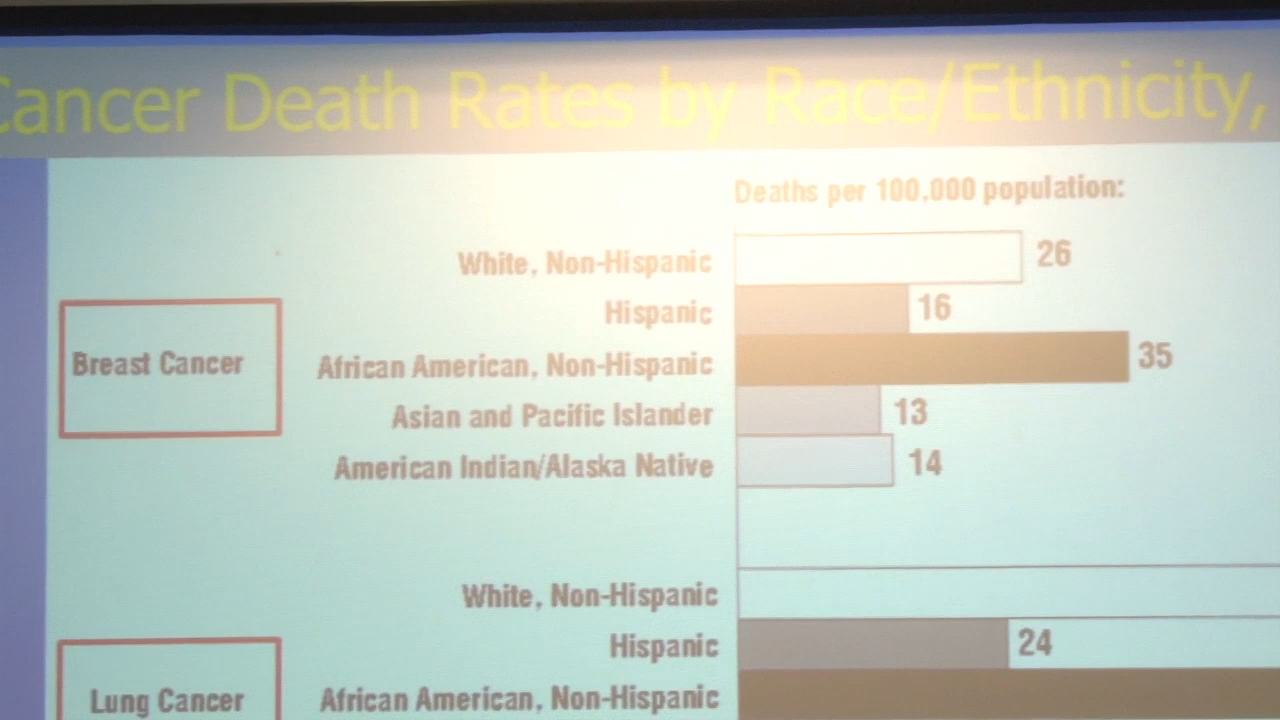 Cancer Death Rates by Race/Ethnicity,
Deaths per 100,000 population:
White, Non-Hispanic 26
Hispanic 16
Breast Cancer African American, Non-Hispanic 35
Asian and Pacific Islander 13
American Indian/Alaska Native 14
White, Non-Hispanic
Hispanic 24
Lung Cancer African American, Non-Hispanic